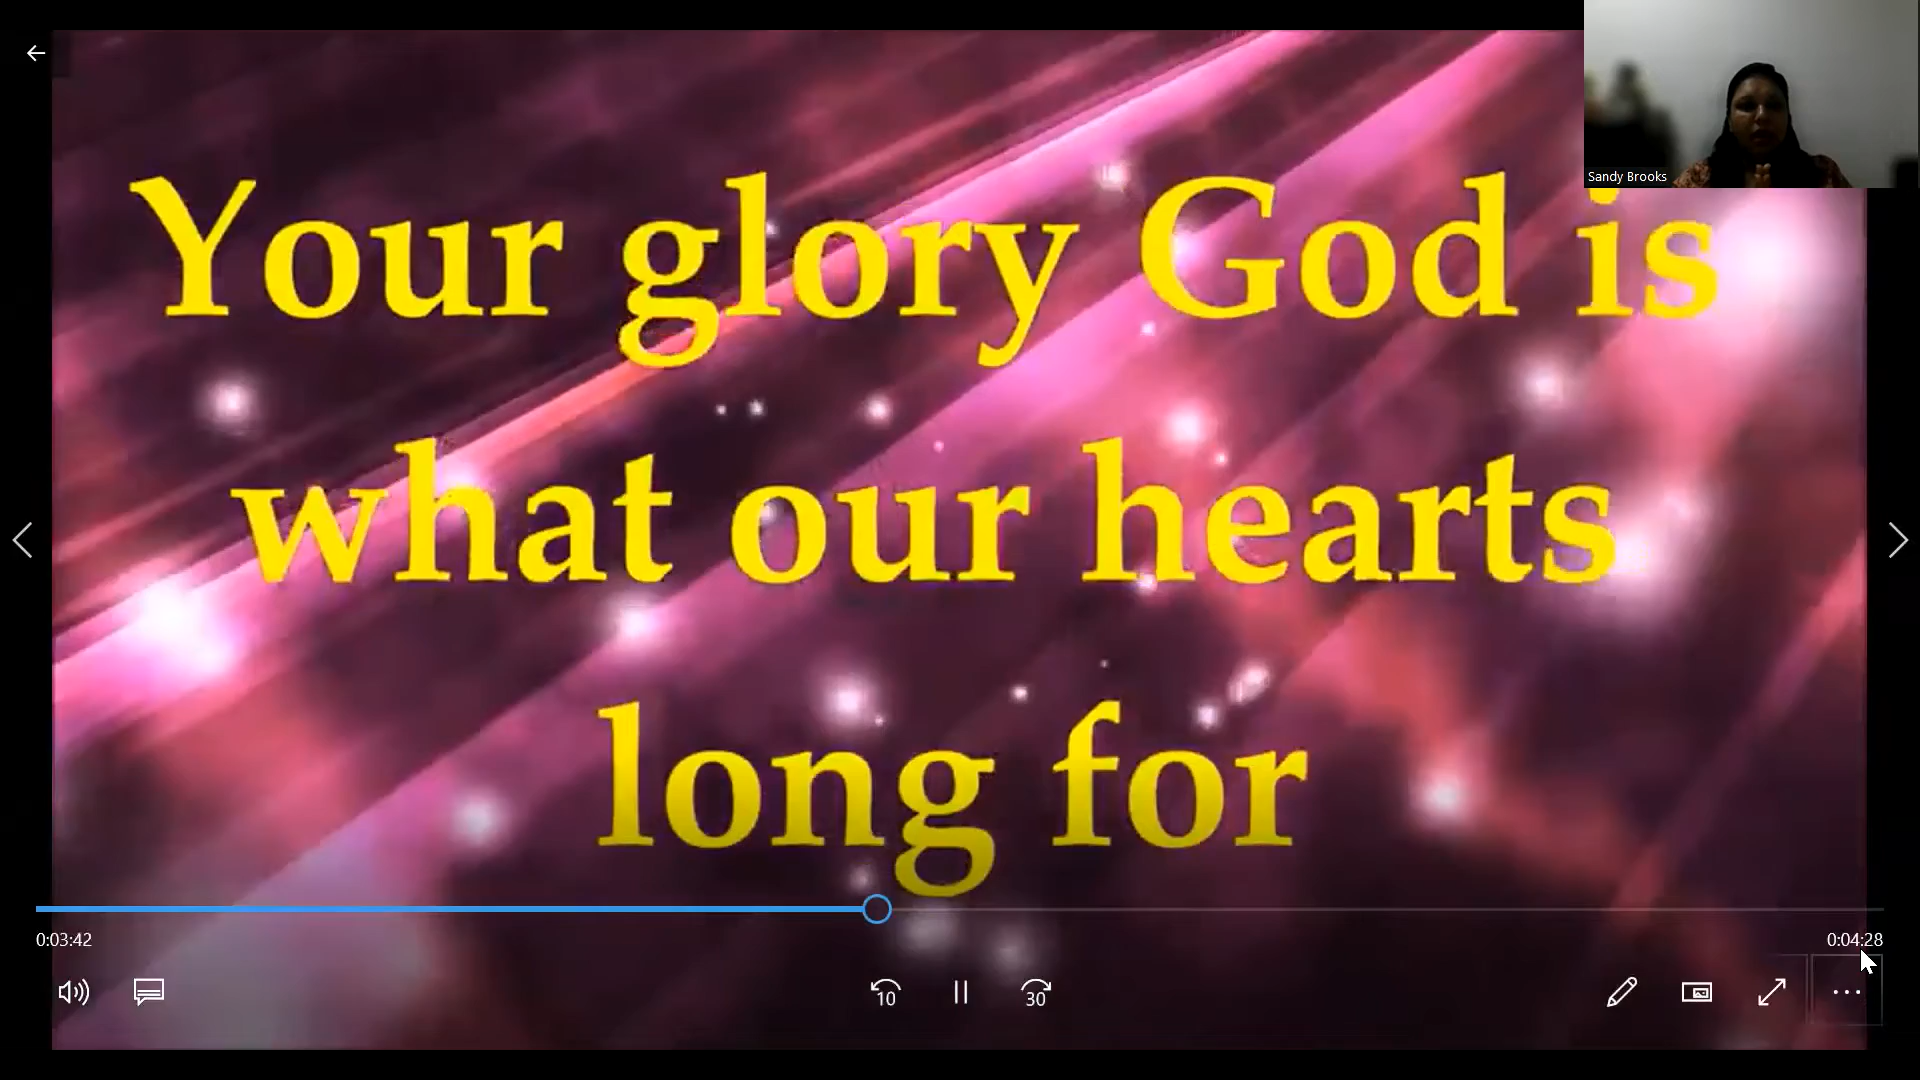 Sandy Brooks
Your glory God is
what our hearts
long for
0:03:42
0:04:28
10
30